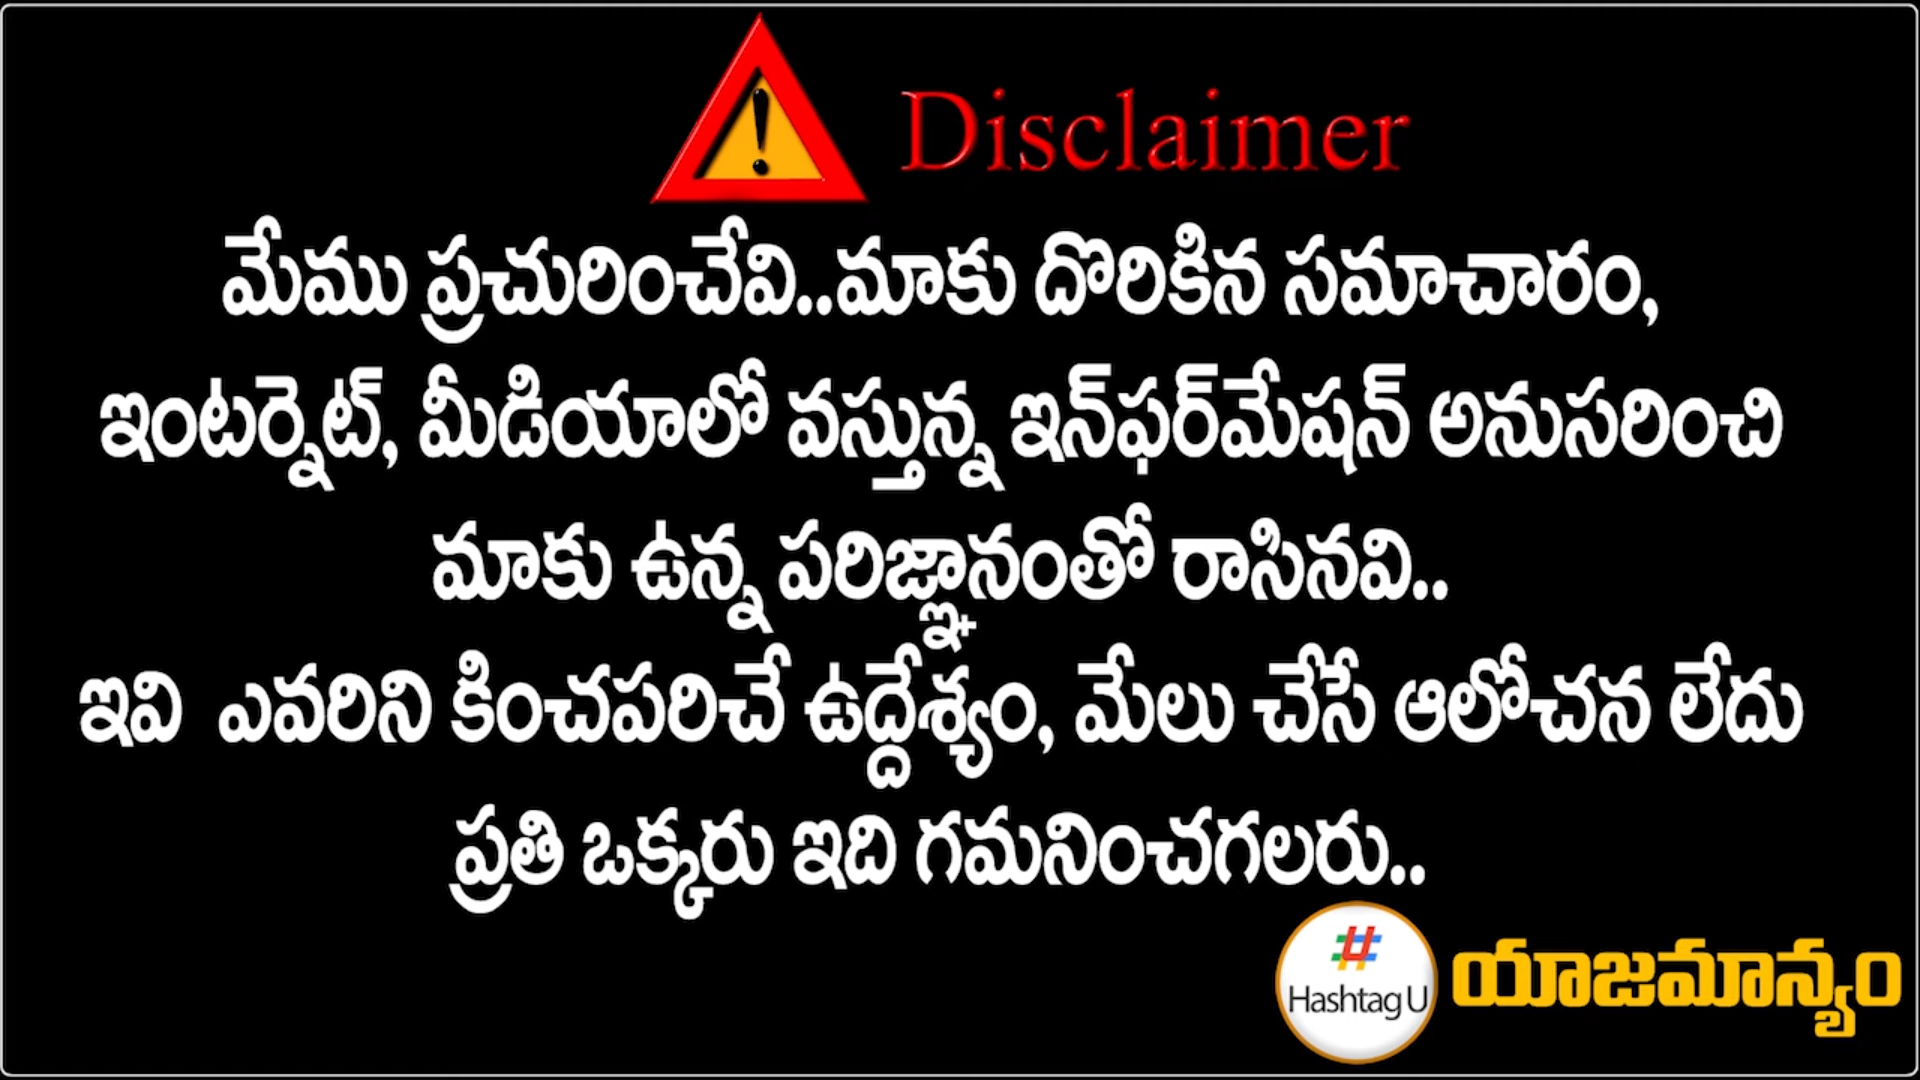 Disclaimer
మేము ప్రచురించేవి..మాకు దొరికిన సమాచారం,
ఇంటర్నెట్, మీడియాలో వస్తున్న ఇన్‌ఫర్‌మేషన్ అనుసరించి
మాకు ఉన్న పరిజ్ఞానంతో రాసినవి..
ఇవి ఎవరిని కించపరిచే ఉద్దేశ్యం, మేలు చేసే ఆలోచన లేదు
ప్రతి ఒక్కరు ఇది గమనించగలరు..
Hashtag U
యాజమాన్యం